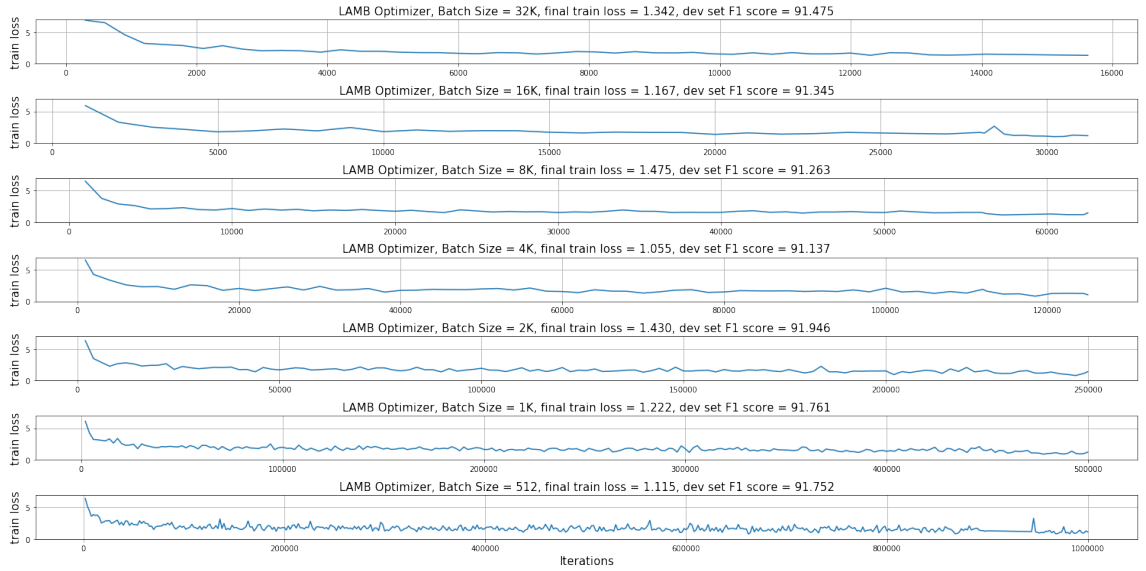 LAMB Optimizer, Batch Size = 32K, final train loss = 1.342, dev set F1 score = 91.475
train loss
5
0
0 2000 4000 6000 8000 10000 12000 14000 16000
LAMB Optimizer, Batch Size = 16K, final train loss = 1.167, dev set F1 score = 91.345
train loss
5
0
0 5000 10000 15000 20000 25000 30000
LAMB Optimizer, Batch Size = 8K, final train loss = 1.475, dev set F1 score = 91.263
train loss
5
0
0 10000 20000 30000 40000 50000 60000
LAMB Optimizer, Batch Size = 4K, final train loss = 1.055, dev set F1 score = 91.137
train loss
5
0
0 20000 40000 60000 80000 100000 120000
LAMB Optimizer, Batch Size = 2K, final train loss = 1.430, dev set F1 score = 91.946
train loss
5
0
0 50000 100000 150000 200000 250000
LAMB Optimizer, Batch Size = 1K, final train loss = 1.222, dev set F1 score = 91.761
train loss
5
0
0 100000 200000 300000 400000 500000
LAMB Optimizer, Batch Size = 512, final train loss = 1.115, dev set F1 score = 91.752
train loss
5
0
0 200000 400000 600000 800000 1000000
Iterations